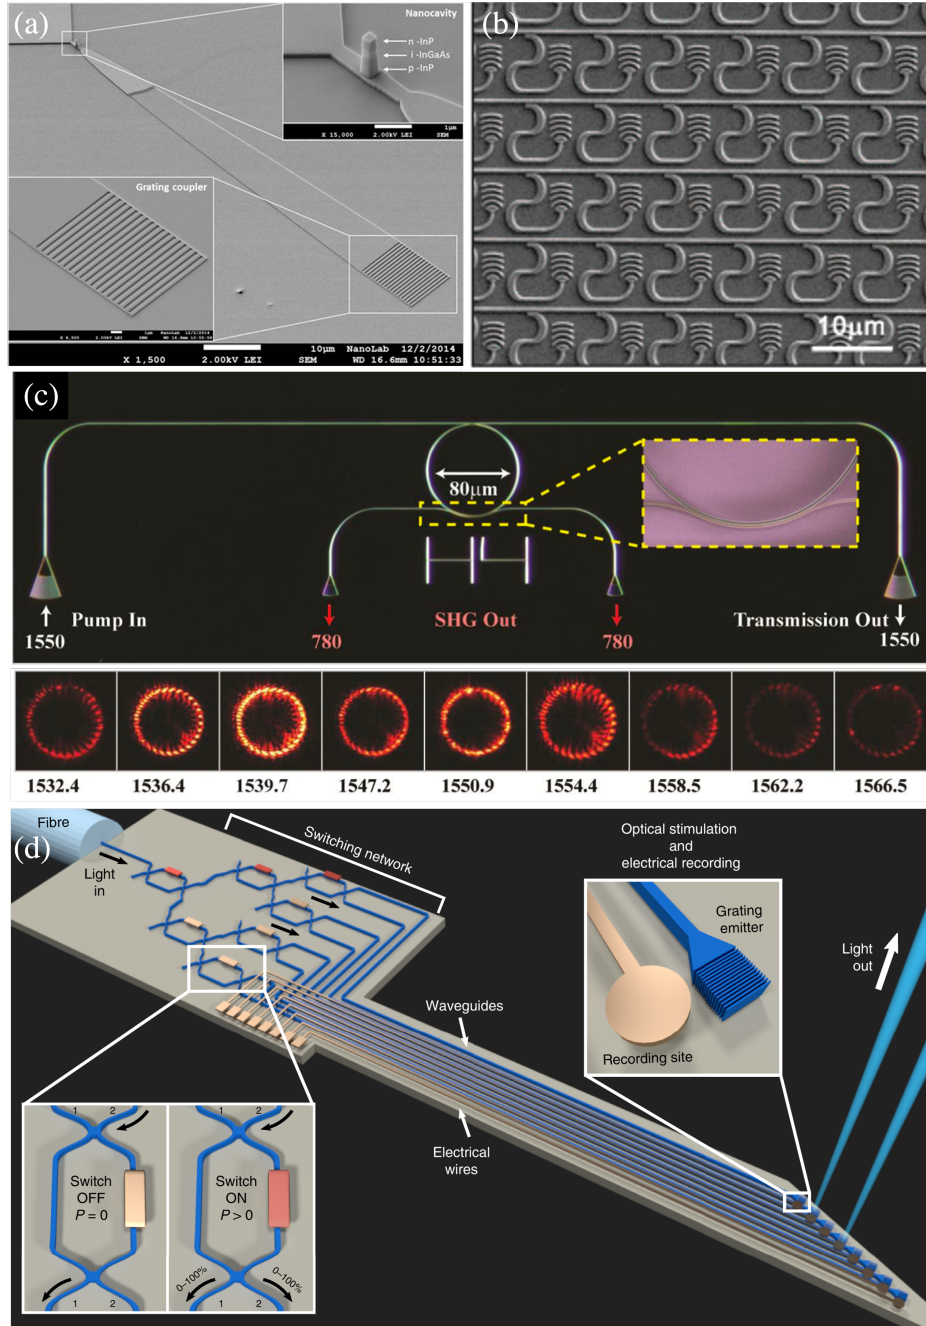 (a)
Nanocavity
n -InP
i -InGaAs
p -InP
X 15,000 2.00kV LEI 1μm SEM
Grating coupler
X 1,500 2.00kV LEI 10μm NanoLab 12/2/2014
SEM WD 16.6mm 10:51:33
(b)
10μm
(c)
80μm
Pump In
1550
780
SHG Out
780
Transmission Out
1550
1532.4 1536.4 1539.7 1547.2 1550.9 1554.4 1558.5 1562.2 1566.5
(d)
Fibre
Light
in
Switching network
Optical stimulation
and
electrical recording
Grating
emitter
Recording site
Light
out
Waveguides
Electrical
wires
1 2
Switch
OFF
P = 0
1 2
1 2
Switch
ON
P > 0
0–100%
0–100%
1 2